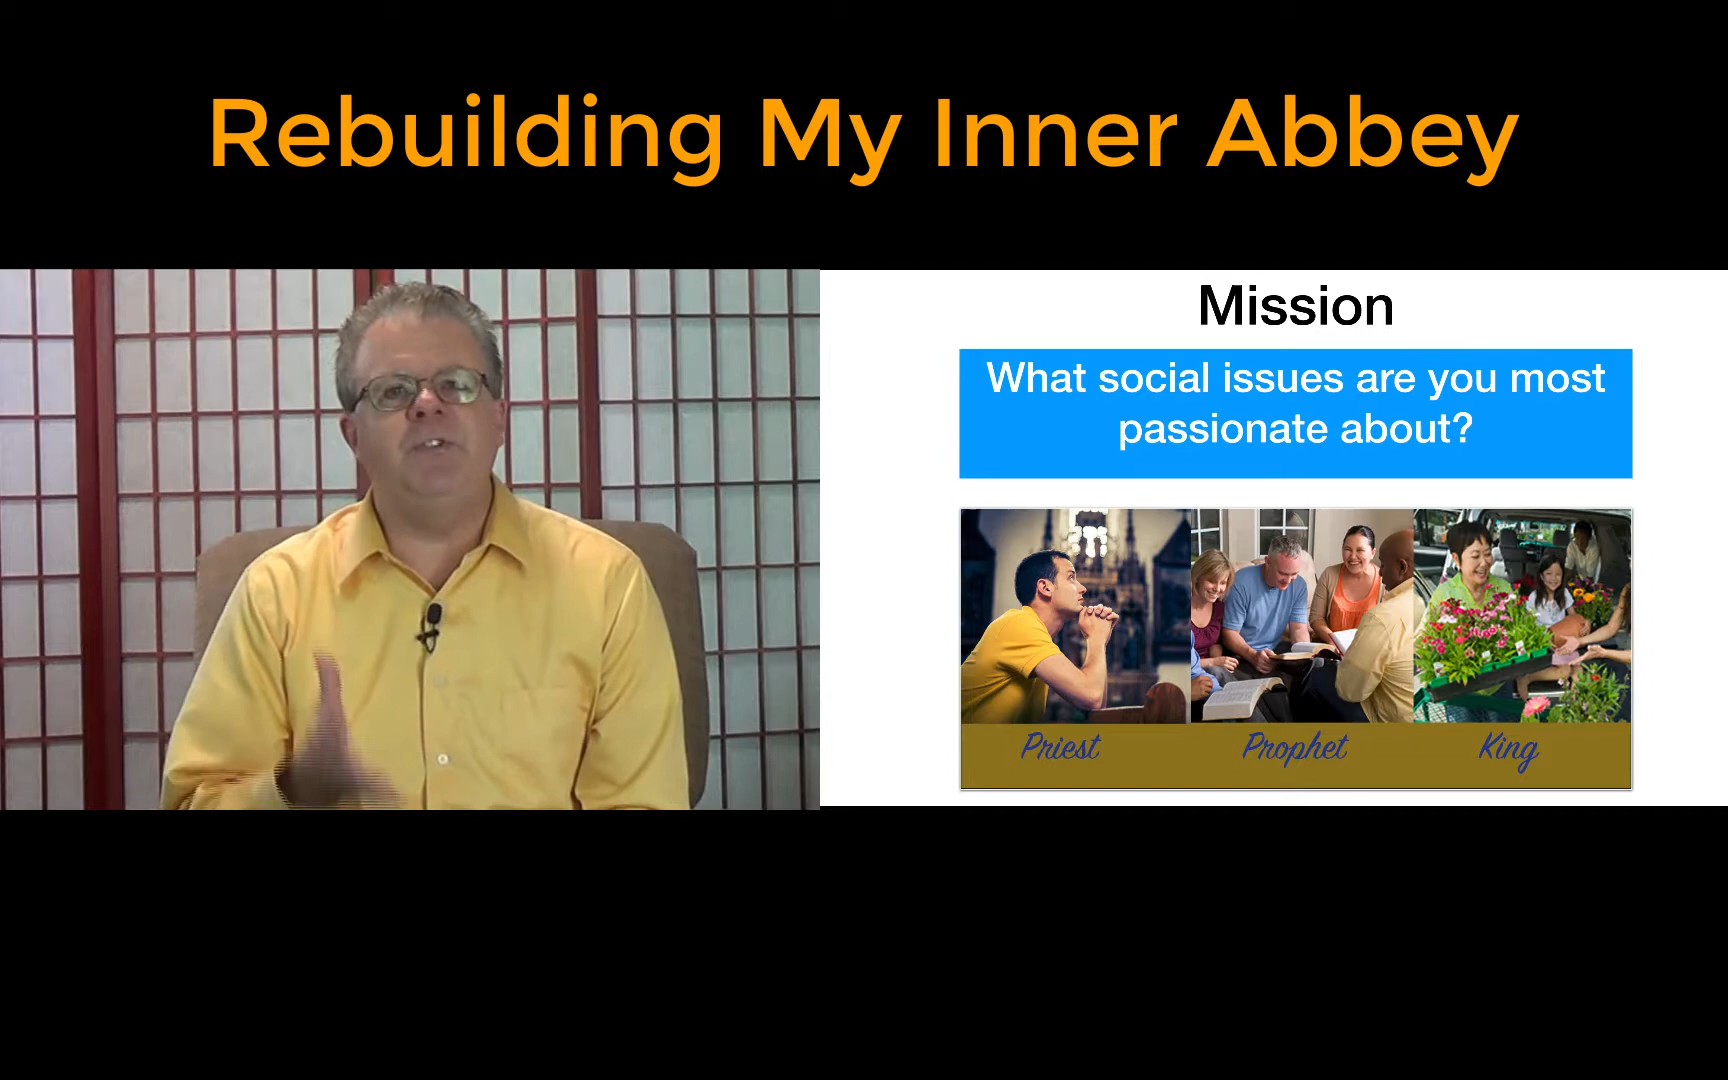 Rebuilding My Inner Abbey
Mission
What social issues are you most
passionate about?
Priest
Prophet
King